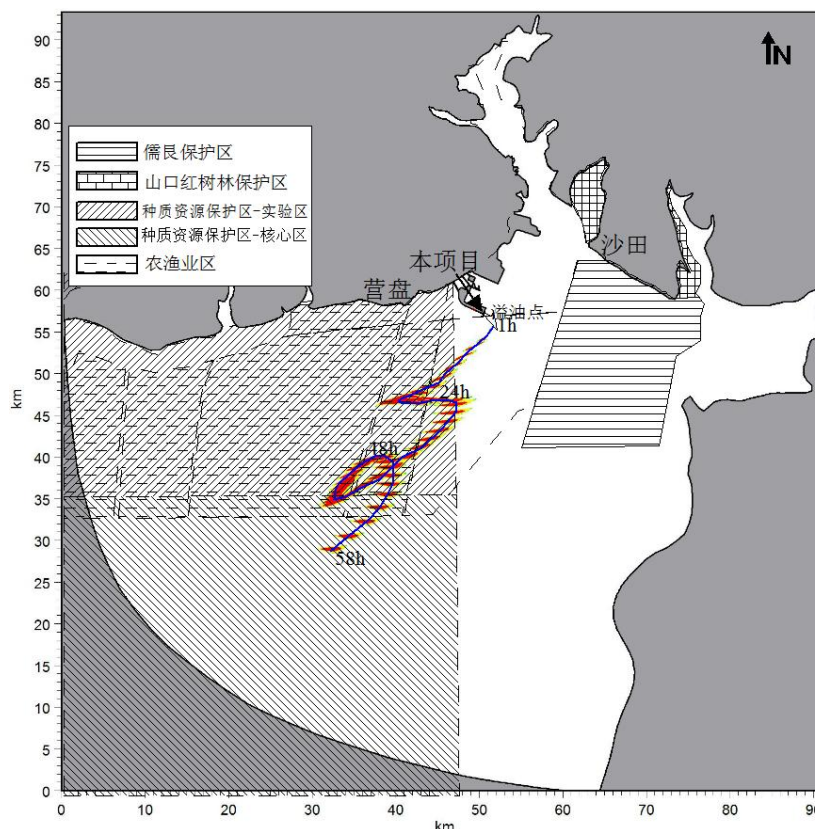 90
85
80
75
70
65
60
55
50
45
40
35
30
25
20
15
10
5
0
km
N
儒艮保护区
山口红树林保护区
种质资源保护区-实验区
种质资源保护区-核心区
农渔业区
沙田
本项目
营盘
溢油点
1h
24h
48h
58h
0
10
20
30
40
50
60
70
80
90
km